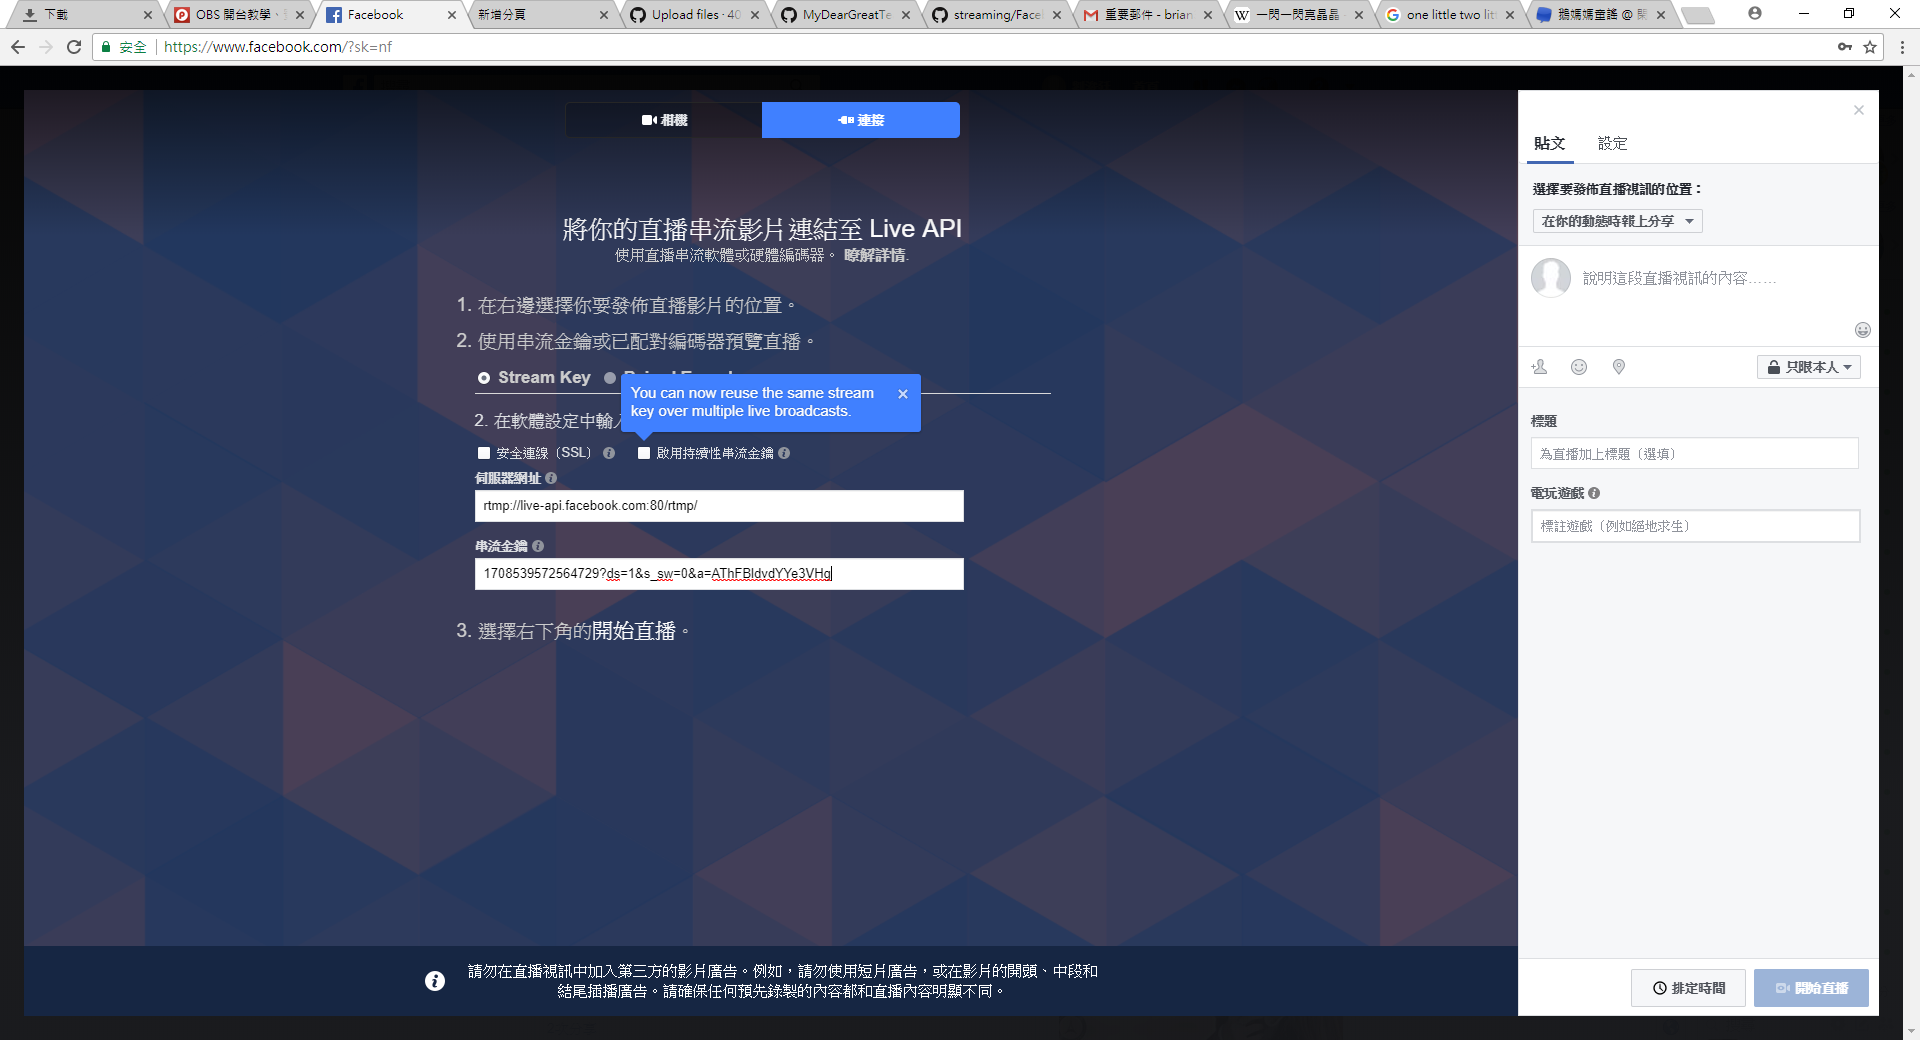 下載
OBS 開台教學、
Facebook
新增分頁
Upload files · 40
MyDearGreatTe
streaming/Face
重要郵件 - brian
一閃一閃亮晶晶
one little two lit
鵝媽媽童謠 @
安全 https://www.facebook.com/?sk=nf
相機
連接
將你的直播串流影片連結至 Live API
使用直播串流軟體或硬體編碼器。 瞭解詳情.
1. 在右邊選擇你要發佈直播影片的位置。
2. 使用串流金鑰或已配對編碼器預覽直播。
Stream Key
You can now reuse the same stream
key over multiple live broadcasts.
2. 在軟體設定中輸
安全連線（SSL）
啟用持續性串流金鑰
伺服器網址
rtmp://live-api.facebook.com:80/rtmp/
串流金鑰
1708539572564729?ds=1&s_sw=0&a=AThFBldvdYYe3VHg
3. 選擇右下角的開始直播。
請勿在直播視訊中加入第三方的影片廣告。例如，請勿使用短片廣告，或在影片的開頭、中段和
結尾插播廣告。請確保任何預先錄製的內容都和直播內容明顯不同。
貼文
設定
選擇要發佈直播視訊的位置：
在你的動態時報上分享
說明這段直播視訊的內容……
只限本人
標題
為直播加上標題（選填）
電玩遊戲
標註遊戲（例如絕地求生）
排定時間
開始直播